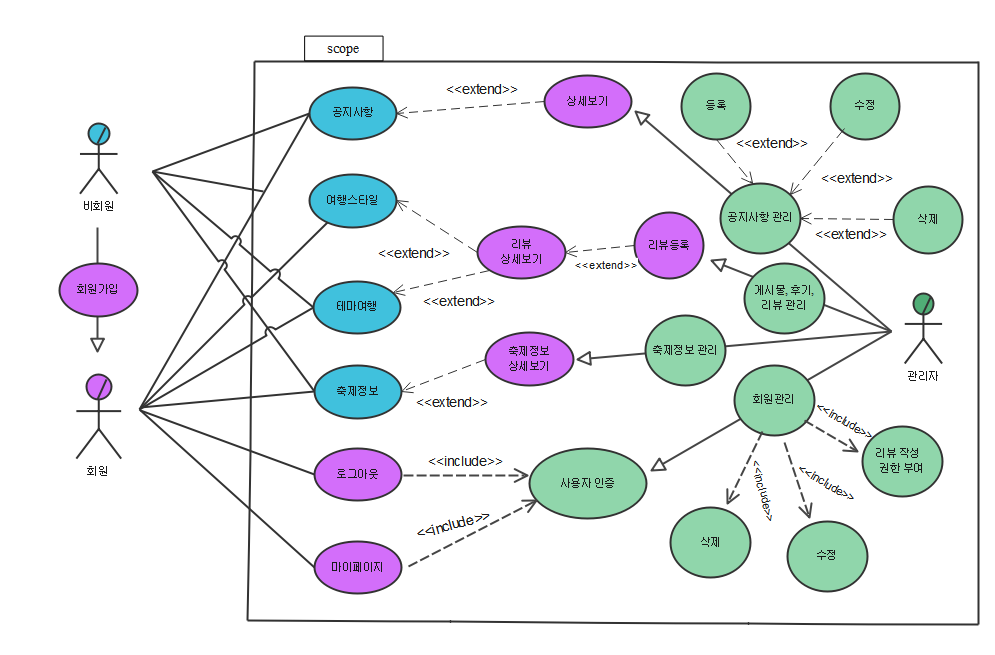 scope
공지사항
<<extend>>
상세보기
등록
수정
<<extend>>
<<extend>>
비회원
여행스타일
공지사항 관리
삭제
<<extend>>
<<extend>>
리뷰
상세보기
<<extend>>
리뷰등록
회원가입
<<extend>>
테마여행
게시물, 후기,
리뷰 관리
축제정보
상세보기
축제정보 관리
관리자
축제정보
<<extend>>
회원관리
<<include>>
회원
로그아웃
<<include>>
사용자 인증
리뷰 작성
권한 부여
<<include>>
<<include>>
<<include>>
마이페이지
삭제
수정